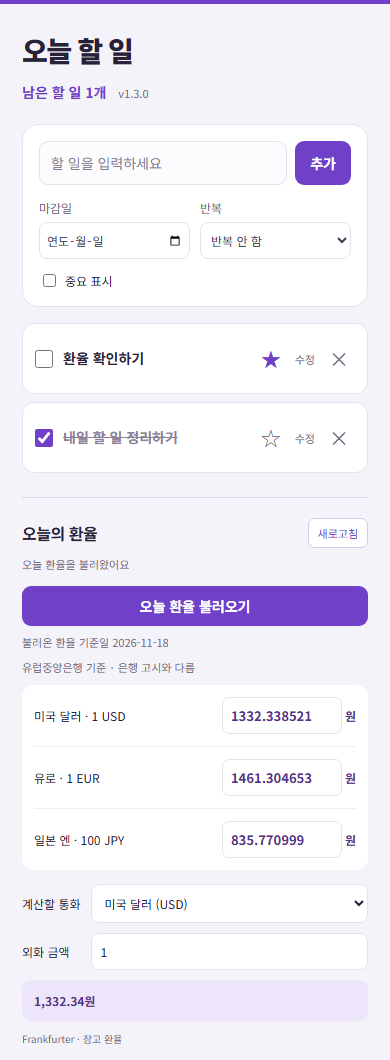 오늘 할 일
남은 할 일 1개 v1.3.0
할 일을 입력하세요 추가
마감일 반복
연도-월-일 반복 안 함
중요 표시
환율 확인하기 ★ 수정 ×
내일 할 일 정리하기 ☆ 수정 ×
오늘의 환율 새로고침
오늘 환율을 불러왔어요
오늘 환율 불러오기
불러온 환율 기준일 2026-11-18
유럽중앙은행 기준 · 은행 고시와 다름
미국 달러 · 1 USD 1332.338521 원
유로 · 1 EUR 1461.304653 원
일본 엔 · 100 JPY 835.770999 원
계산할 통화 미국 달러 (USD)
외화 금액 1
1,332.34원
Frankfurter · 참고 환율